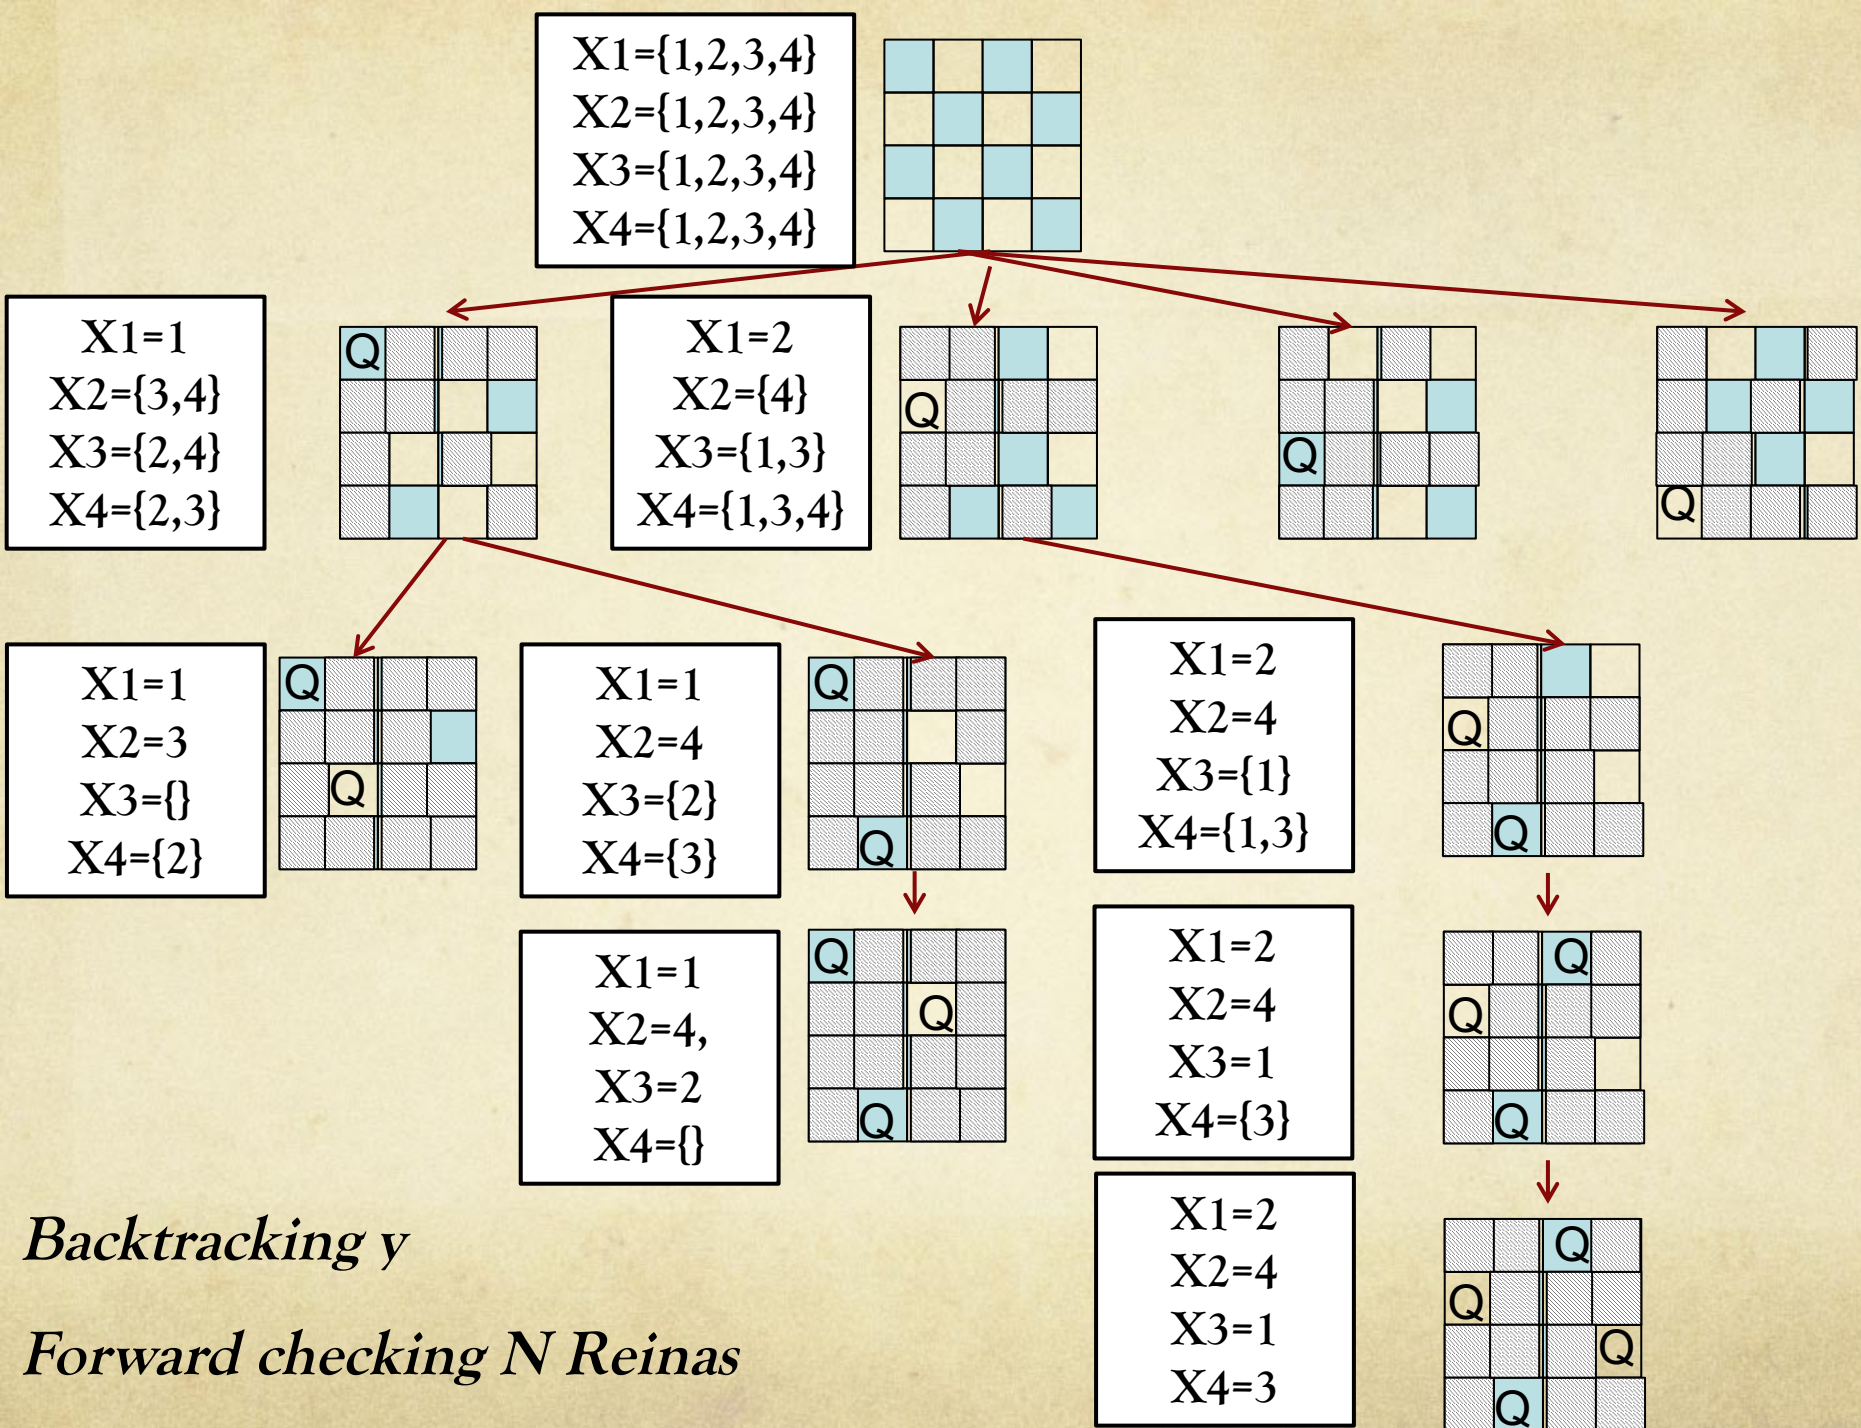 X1={1,2,3,4}
X2={1,2,3,4}
X3={1,2,3,4}
X4={1,2,3,4}
X1=1
X2={3,4}
X3={2,4}
X4={2,3}
Q
X1=2
X2={4}
X3={1,3}
X4={1,3,4}
Q
Q
Q
X1=1
X2=3
X3={}
X4={2}
Q
Q
X1=1
X2=4
X3={2}
X4={3}
Q
Q
X1=2
X2=4
X3={1}
X4={1,3}
Q
Q
X1=1
X2=4,
X3=2
X4={}
Q
Q
Q
X1=2
X2=4
X3=1
X4={3}
Q
Q
Q
X1=2
X2=4
X3=1
X4=3
Q
Q
Q
Q
Backtracking y
Forward checking N Reinas